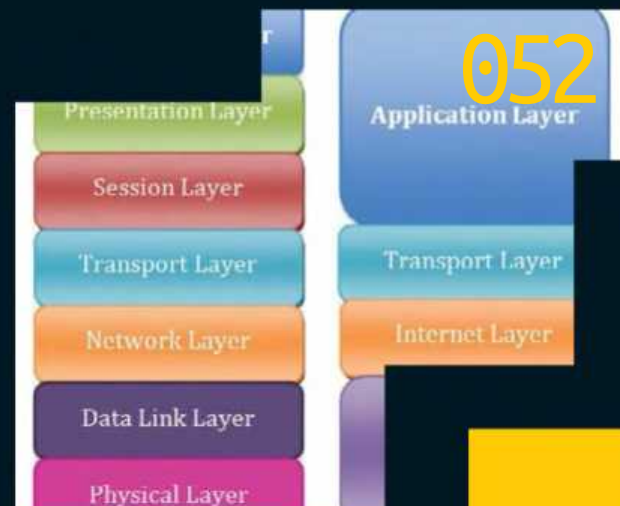 Presentation Layer
Session Layer
Transport Layer
Network Layer
Data Link Layer
Physical Layer
052
Application Layer
Transport Layer
Internet Layer